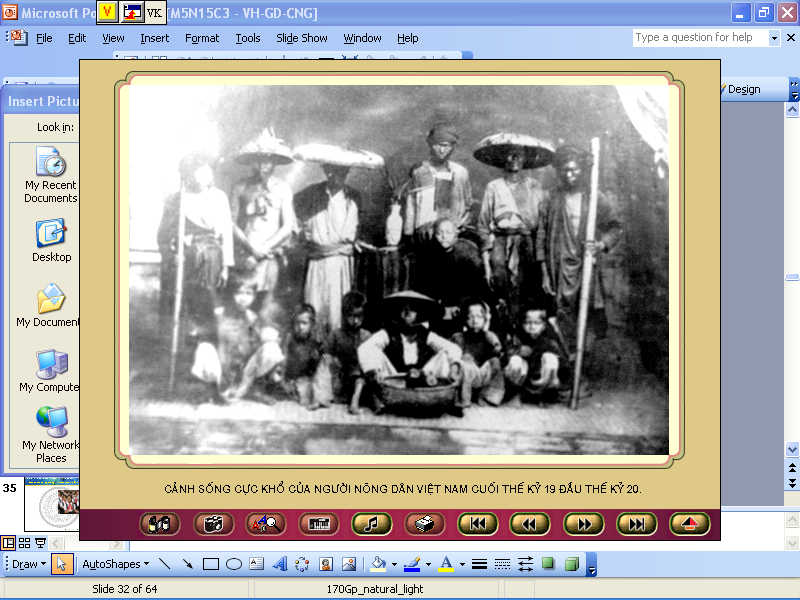 Microsoft Po
V
VK
[M5N15C3 - VH-GD-CNG]
File Edit View Insert Format Tools Slide Show Window Help
Type a question for help
Design
Insert Pictu
Look in:
My Recent
Documents
Desktop
My Document
My Compute
My Network
Places
CẢNH SỐNG CỰC KHỔ CỦA NGƯỜI NÔNG DÂN VIỆT NAM CUỐI THẾ KỶ 19 ĐẦU THẾ KỶ 20.
35
Draw AutoShapes
Slide 32 of 64
170Gp_natural_light